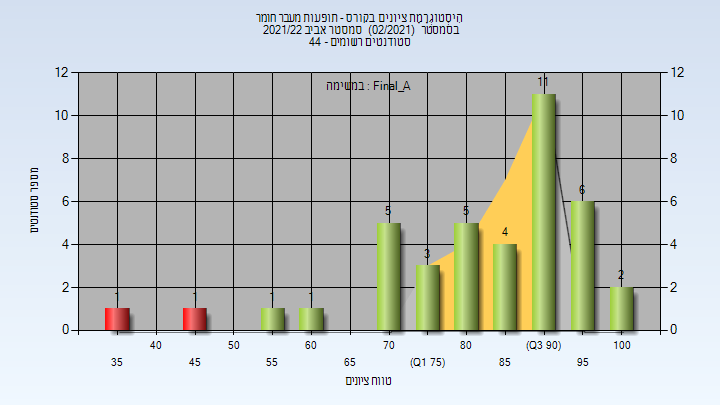 היסטוגרמת ציונים בקורס - תופעות מעבר חומר
בסמסטר (02/2021) סמסטר אביב 2021/22
סטודנטים רשומים - 44
במשימה : Final_A
מספר סטודנטים
12 12
10 10
8 8
6 6
4 4
2 2
0 0
1 1 1 1 5 3 5 4 11 6 2
40 50 60 70 80 (Q3 90) 100
35 45 55 65 (Q1 75) 85 95
טווח ציונים